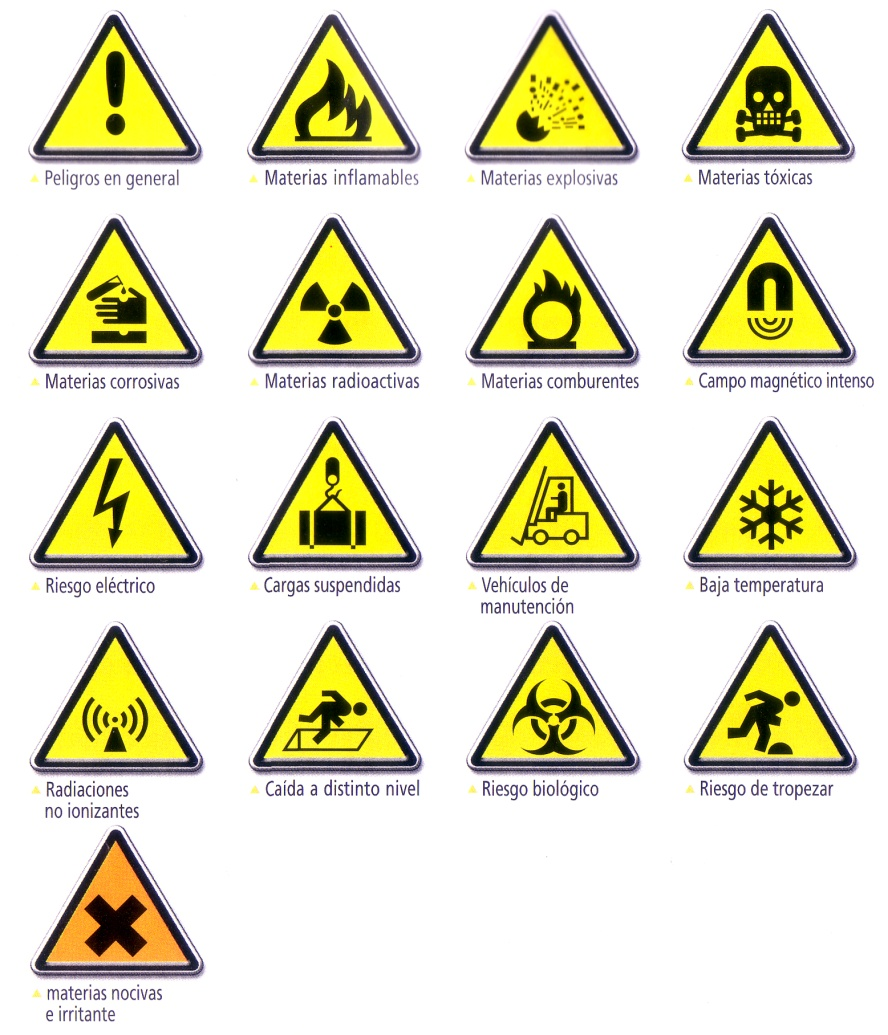 Peligros en general
Materias inflamables
Materias explosivas
Materias tóxicas
Materias corrosivas
Materias radioactivas
Materias comburentes
Campo magnético intenso
Riesgo eléctrico
Cargas suspendidas
Vehículos de
manutención
Baja temperatura
Radiaciones
no ionizantes
Caída a distinto nivel
Riesgo biológico
Riesgo de tropezar
materias nocivas
e irritante